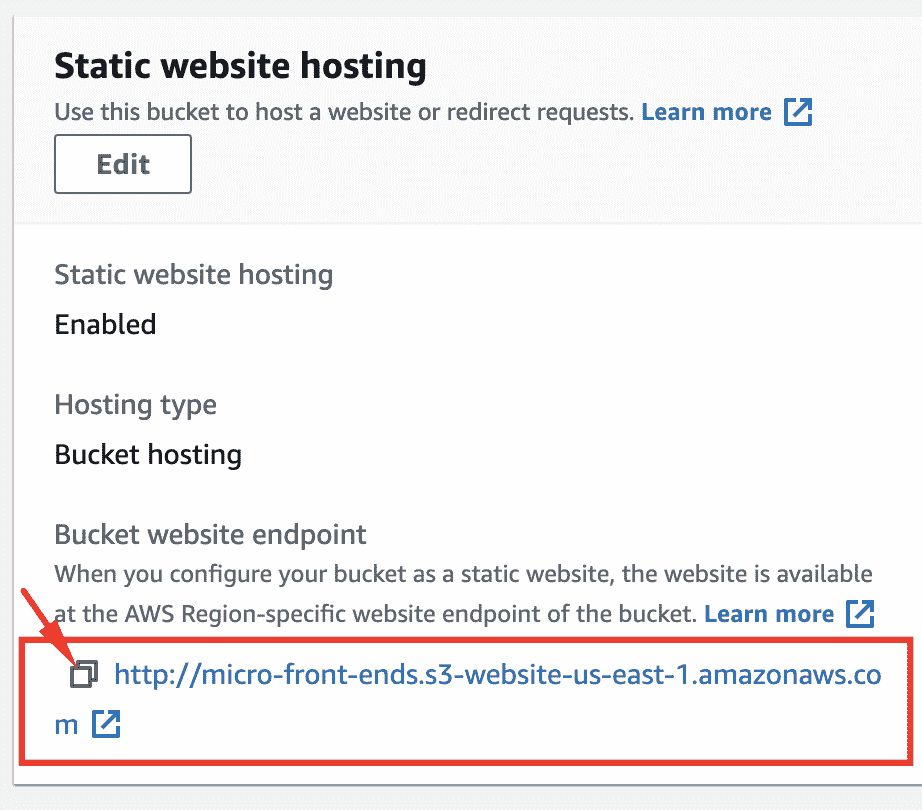 Static website hosting
Use this bucket to host a website or redirect requests. Learn more
Edit
Static website hosting
Enabled
Hosting type
Bucket hosting
Bucket website endpoint
When you configure your bucket as a static website, the website is available
at the AWS Region-specific website endpoint of the bucket. Learn more
http://micro-front-ends.s3-website-us-east-1.amazonaws.co
m